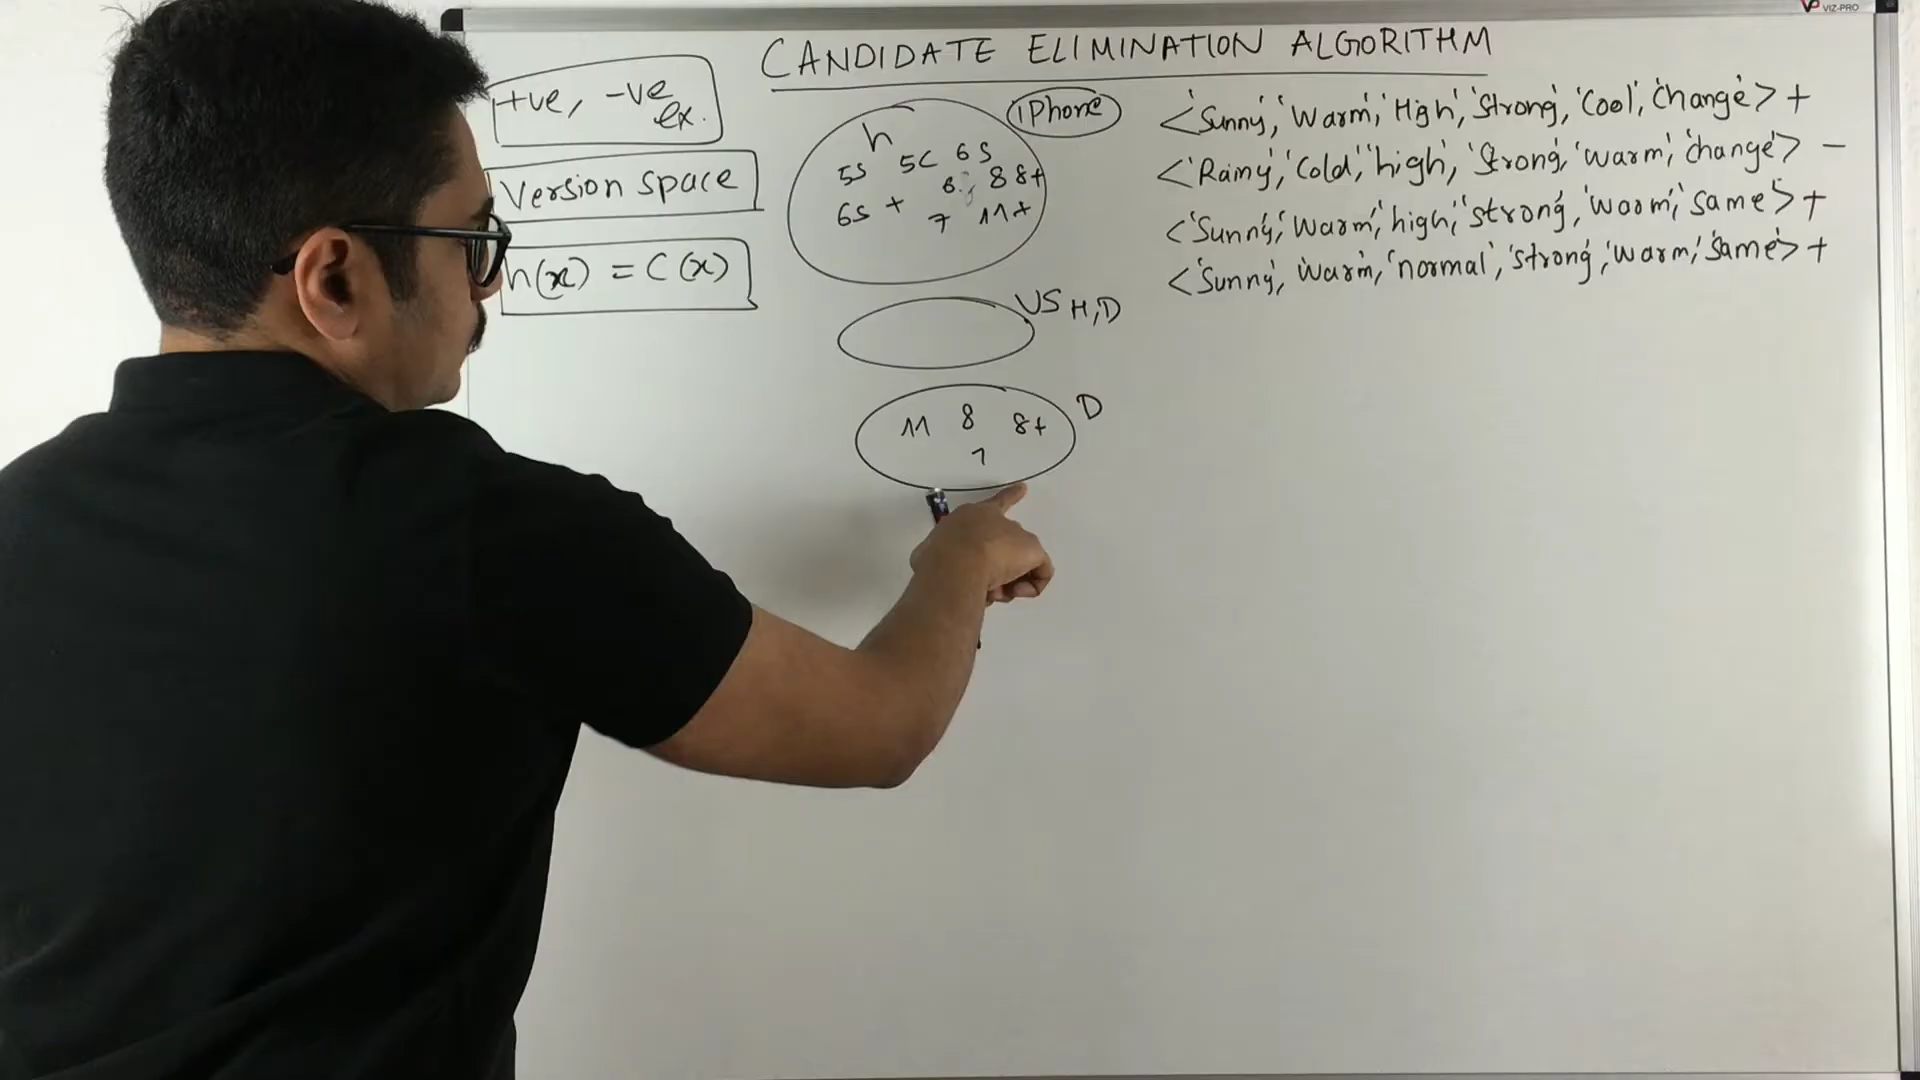 VIZ-PRO
CANDIDATE ELIMINATION ALGORITHM
+ve, -ve
ex.
Version space
h(x) = C(x)
iPhone
h
5S 5C 6S
6 8 8+
6S + 7 11+
VS H,D
D
11 8 8+
7
<'Sunny', 'Warm', 'High', 'Strong', 'Cool', 'Change'> +
<'Rainy', 'Cold', 'high', 'Strong', 'Warm', 'Change'> -
<'Sunny', 'Warm', 'high', 'strong', 'warm', 'same'> +
<'Sunny', 'Warm', 'normal', 'strong', 'warm', 'Same'> +